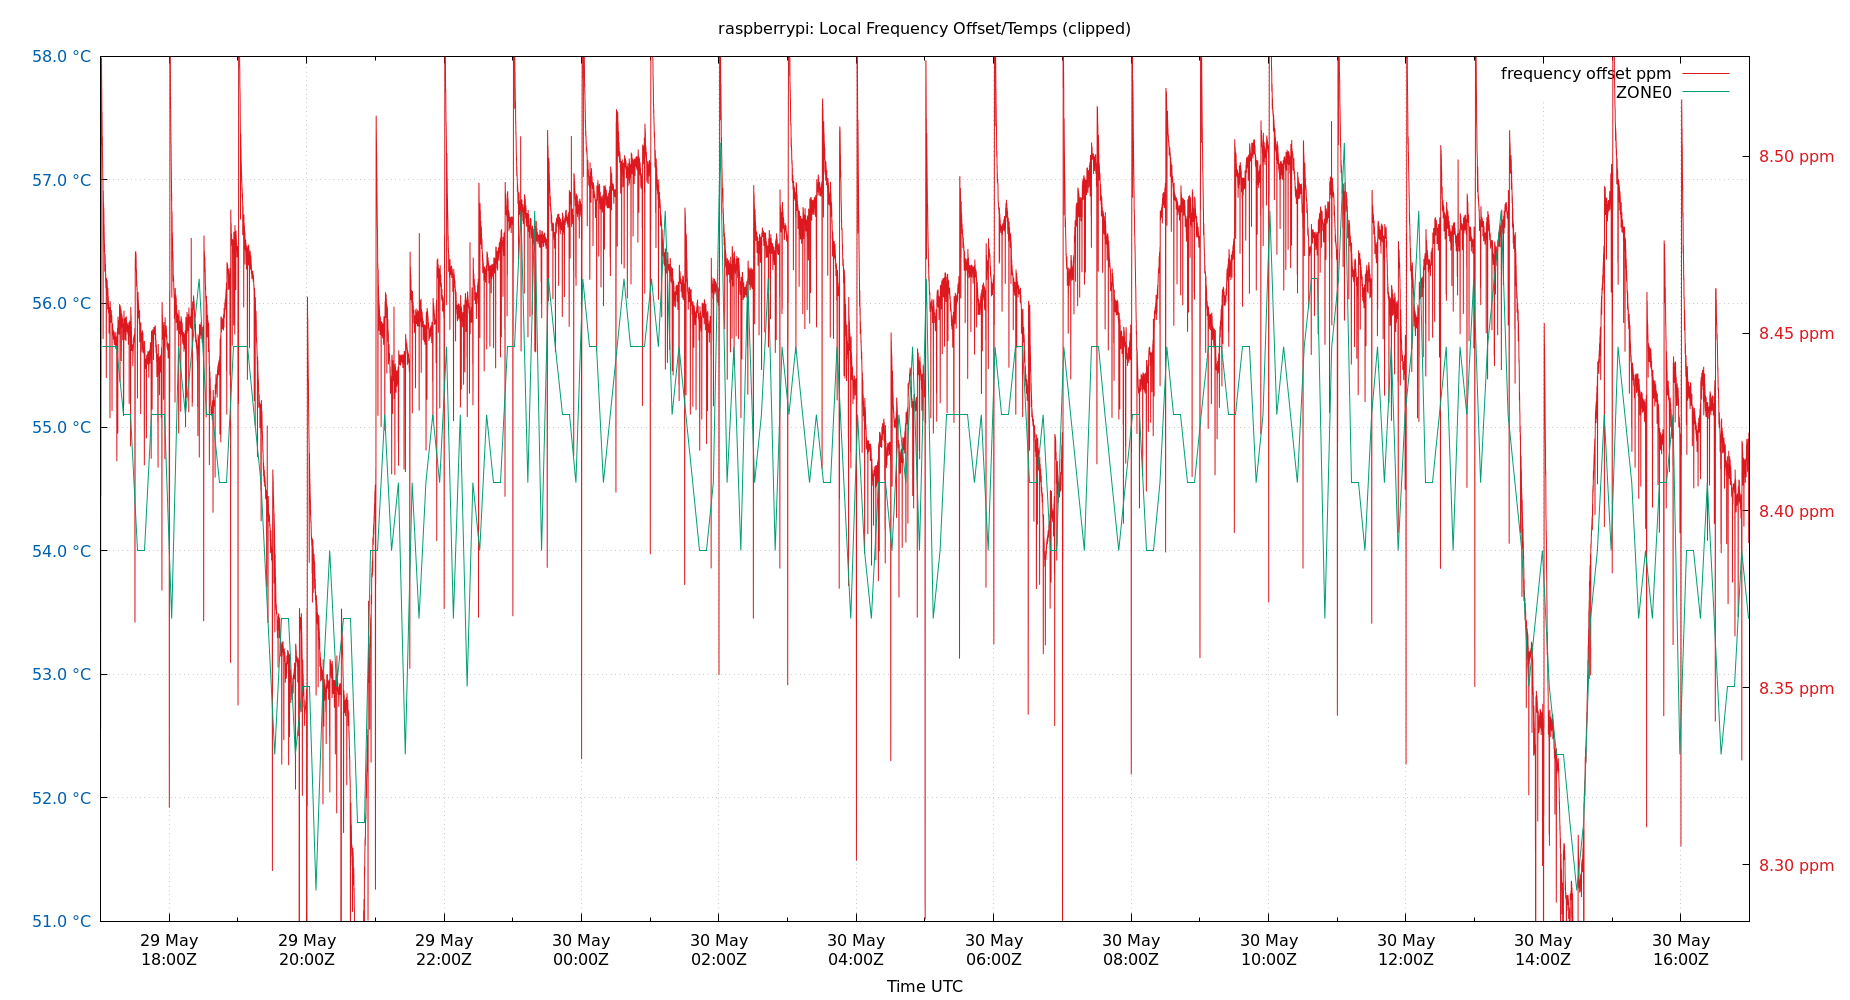 raspberrypi: Local Frequency Offset/Temps (clipped)
frequency offset ppm
ZONE0
58.0 °C
57.0 °C
56.0 °C
55.0 °C
54.0 °C
53.0 °C
52.0 °C
51.0 °C
8.50 ppm
8.45 ppm
8.40 ppm
8.35 ppm
8.30 ppm
29 May
18:00Z
29 May
20:00Z
29 May
22:00Z
30 May
00:00Z
30 May
02:00Z
30 May
04:00Z
30 May
06:00Z
30 May
08:00Z
30 May
10:00Z
30 May
12:00Z
30 May
14:00Z
30 May
16:00Z
Time UTC